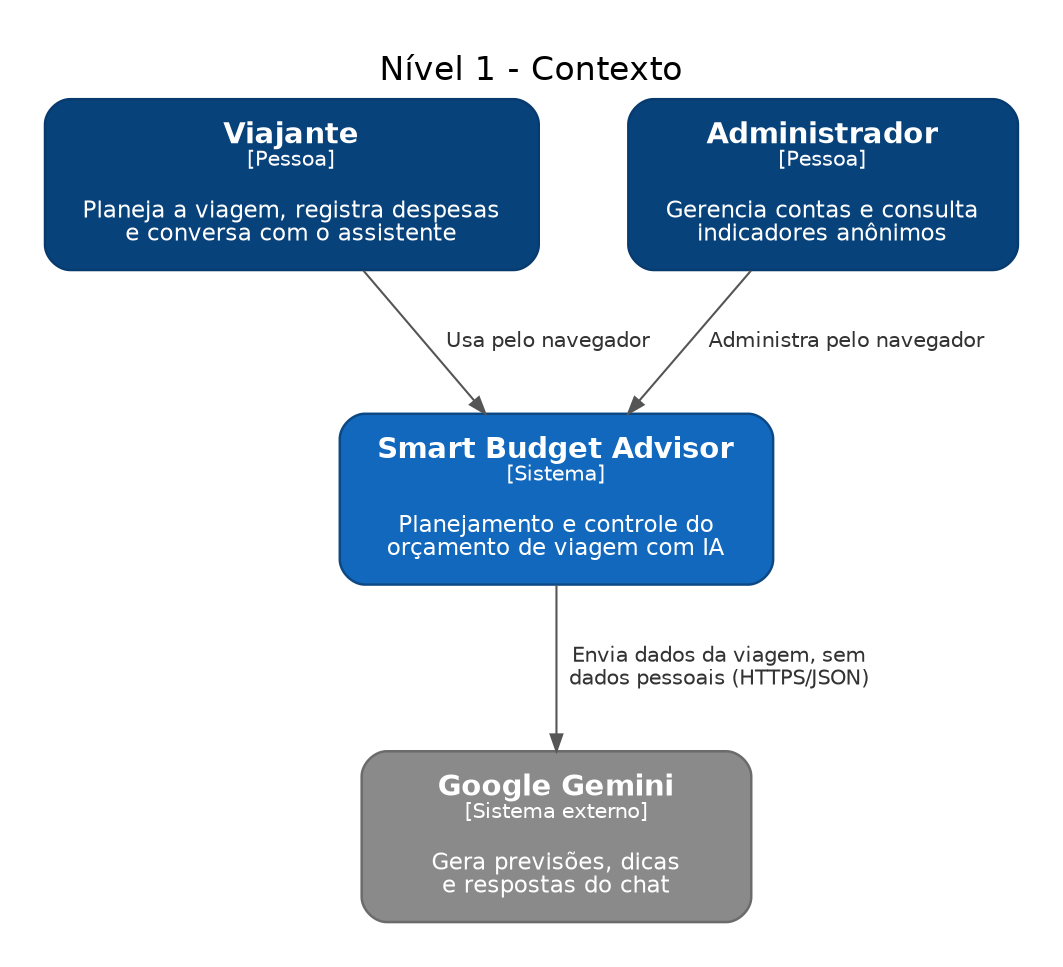 Nível 1 - Contexto
Viajante
[Pessoa]
Planeja a viagem, registra despesas
e conversa com o assistente
Administrador
[Pessoa]
Gerencia contas e consulta
indicadores anônimos
Usa pelo navegador
Administra pelo navegador
Smart Budget Advisor
[Sistema]
Planejamento e controle do
orçamento de viagem com IA
Envia dados da viagem, sem
dados pessoais (HTTPS/JSON)
Google Gemini
[Sistema externo]
Gera previsões, dicas
e respostas do chat